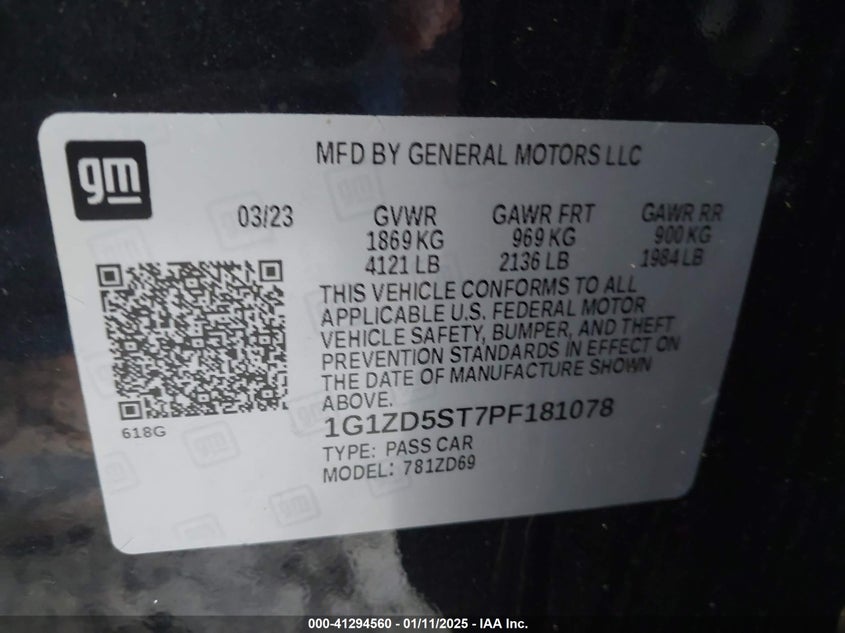 gm
MFD BY GENERAL MOTORS LLC
03/23 GVWR GAWR FRT GAWR RR
1869 KG 969 KG 900 KG
4121 LB 2136 LB 1984 LB
THIS VEHICLE CONFORMS TO ALL
APPLICABLE U.S. FEDERAL MOTOR
VEHICLE SAFETY, BUMPER, AND THEFT
PREVENTION STANDARDS IN EFFECT ON
THE DATE OF MANUFACTURE SHOWN
ABOVE.
618G
1G1ZD5ST7PF181078
TYPE: PASS CAR
MODEL: 781ZD69
000-41294560 - 01/11/2025 - IAA Inc.